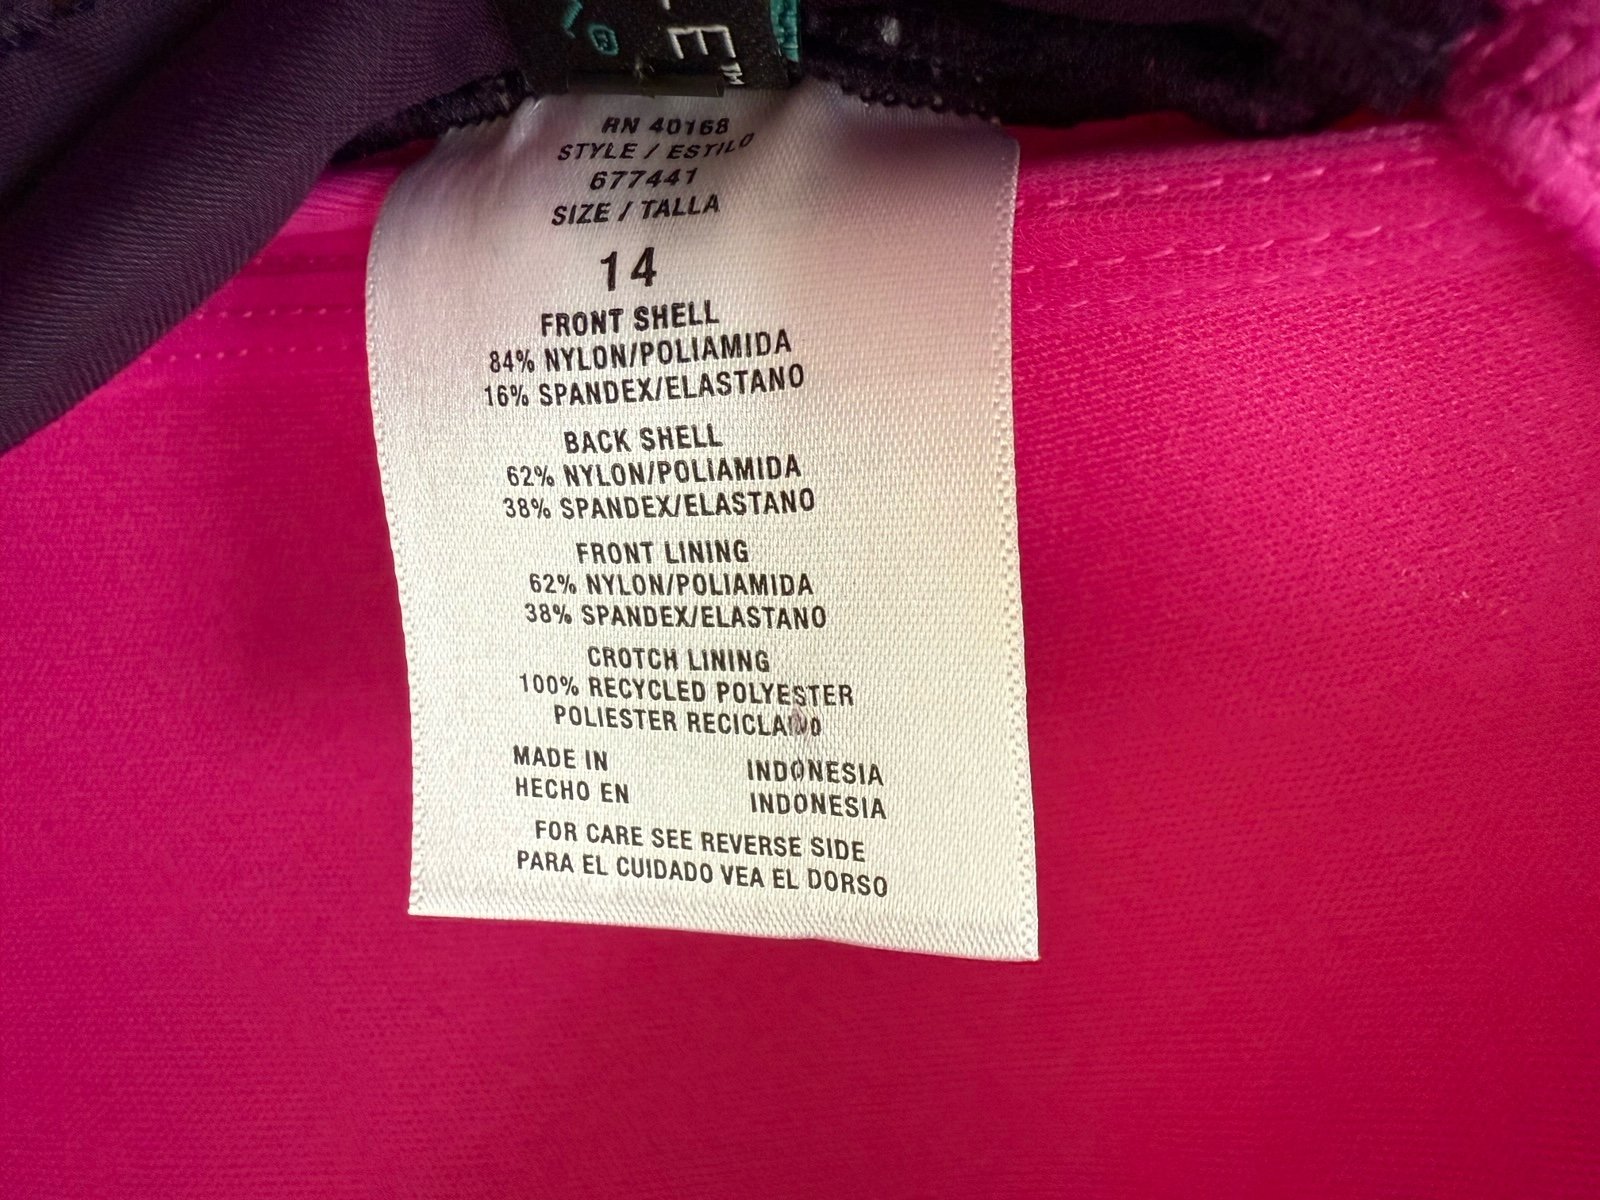 RN 40168
STYLE / ESTILO
677441
SIZE / TALLA
14
FRONT SHELL
84% NYLON/POLIAMIDA
16% SPANDEX/ELASTANO
BACK SHELL
62% NYLON/POLIAMIDA
38% SPANDEX/ELASTANO
FRONT LINING
62% NYLON/POLIAMIDA
38% SPANDEX/ELASTANO
CROTCH LINING
100% RECYCLED POLYESTER
POLIESTER RECICLADO
MADE IN INDONESIA
HECHO EN INDONESIA
FOR CARE SEE REVERSE SIDE
PARA EL CUIDADO VEA EL DORSO